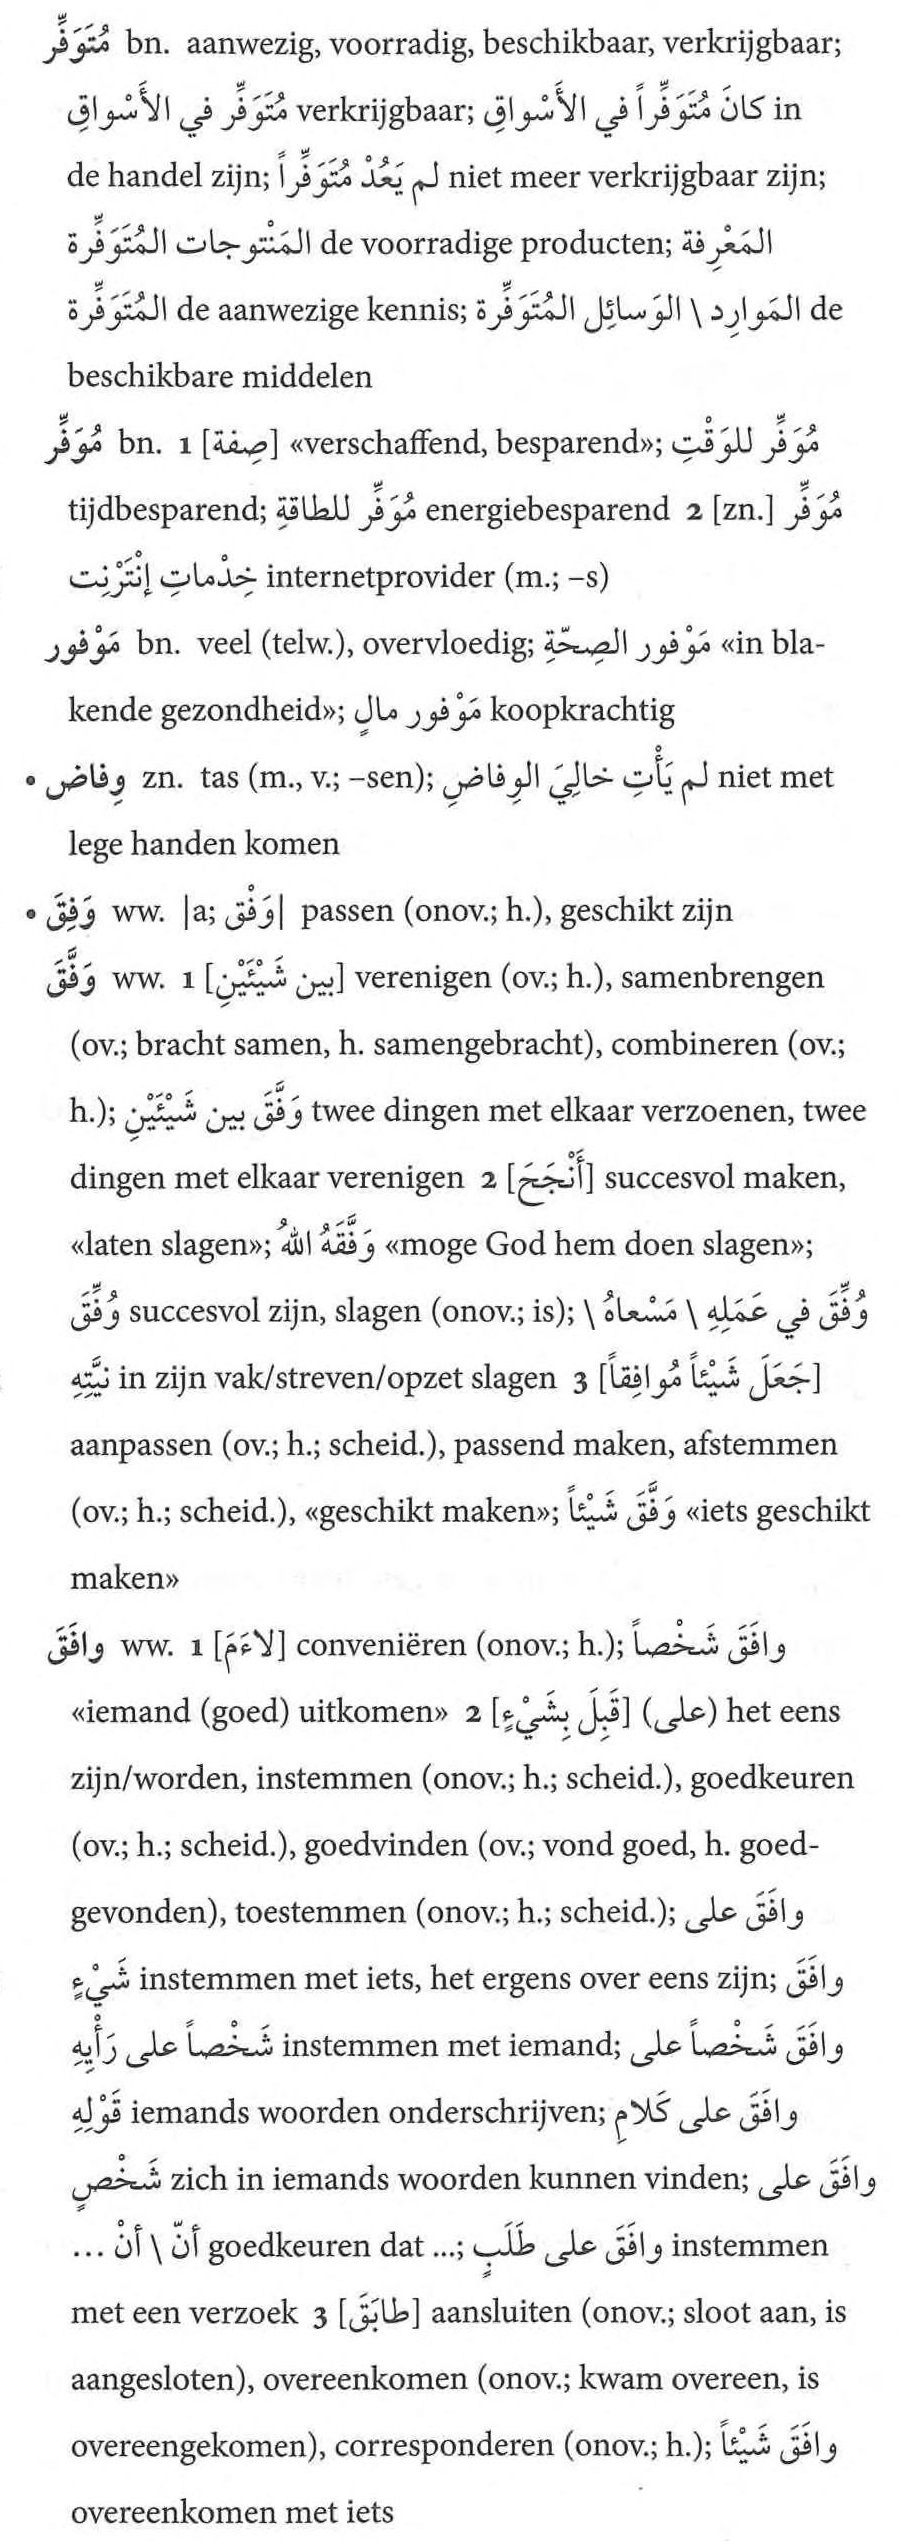 مُتَوَفِّر bn. aanwezig, voorradig, beschikbaar, verkrijgbaar;
مُتَوَفِّر في الأَسْواقِ verkrijgbaar; كانَ مُتَوَفِّراً في الأَسْواقِ in
de handel zijn; لم يَعُدْ مُتَوَفِّراً niet meer verkrijgbaar zijn;
المَنْتوجات المُتَوَفِّرة de voorradige producten; المَعْرِفة
المُتَوَفِّرة de aanwezige kennis; المَوارِد \ الوَسائِل المُتَوَفِّرة de
beschikbare middelen
مُوَفِّر bn. 1 [صِفة] «verschaffend, besparend»; مُوَفِّر للوَقْتِ
tijdbesparend; مُوَفِّر للطاقةِ energiebesparend 2 [zn.] مُوَفِّر
خِدْماتِ إنْتَرْنِت internetprovider (m.; –s)
مَوْفور bn. veel (telw.), overvloedig; مَوْفور الصِحّةِ «in bla-
kende gezondheid»; مَوْفور مالٍ koopkrachtig
• وِفاض zn. tas (m., v.; –sen); لم يَأْتِ خالِيَ الوِفاضِ niet met
lege handen komen
• وَفِقَ ww. |a; وَفْق| passen (onov.; h.), geschikt zijn
وَفَّقَ ww. 1 [بين شَيْئَيْنِ] verenigen (ov.; h.), samenbrengen
(ov.; bracht samen, h. samengebracht), combineren (ov.;
h.); وَفَّقَ بين شَيْئَيْنِ twee dingen met elkaar verzoenen, twee
dingen met elkaar verenigen 2 [أَنْجَحَ] succesvol maken,
«laten slagen»; وَفَّقَهُ اللهُ «moge God hem doen slagen»;
وُفِّقَ succesvol zijn, slagen (onov.; is); وُفِّقَ في عَمَلِهِ \ مَسْعاهُ \
نيَّتِهِ in zijn vak/streven/opzet slagen 3 [جَعَلَ شَيْئاً مُوافِقاً]
aanpassen (ov.; h.; scheid.), passend maken, afstemmen
(ov.; h.; scheid.), «geschikt maken»; وَفَّقَ شَيْئاً «iets geschikt
maken»
وافَقَ ww. 1 [لاءَمَ] conveniëren (onov.; h.); وافَقَ شَخْصاً
«iemand (goed) uitkomen» 2 [قَبِلَ بِشَيْءٍ] (على) het eens
zijn/worden, instemmen (onov.; h.; scheid.), goedkeuren
(ov.; h.; scheid.), goedvinden (ov.; vond goed, h. goed-
gevonden), toestemmen (onov.; h.; scheid.); وافَقَ على
شَيْءٍ instemmen met iets, het ergens over eens zijn; وافَقَ
شَخْصاً على رَأْيِهِ instemmen met iemand; وافَقَ شَخْصاً على
قَوْلِهِ iemands woorden onderschrijven; وافَقَ على كَلامِ
شَخْصٍ zich in iemands woorden kunnen vinden; وافَقَ على
أنّ \ أنْ ... goedkeuren dat ...; وافَقَ على طَلَبٍ instemmen
met een verzoek 3 [طابَقَ] aansluiten (onov.; sloot aan, is
aangesloten), overeenkomen (onov.; kwam overeen, is
overeengekomen), corresponderen (onov.; h.); وافَقَ شَيْئاً
overeenkomen met iets